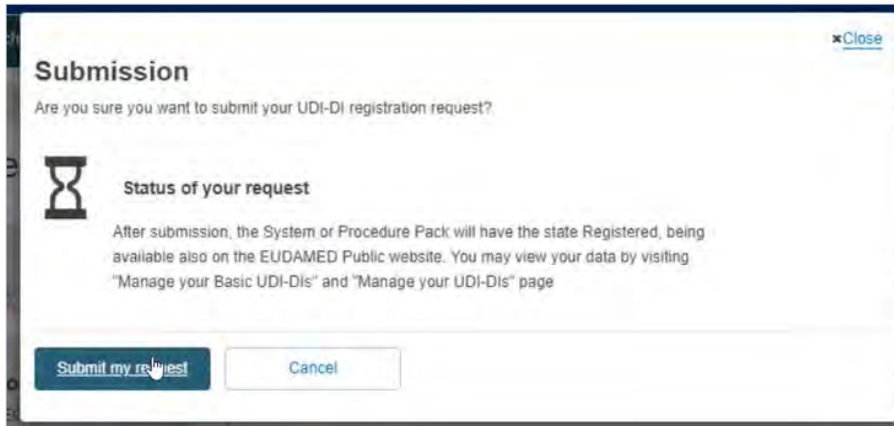 Close
Submission
Are you sure you want to submit your UDI-DI registration request?
Status of your request
After submission, the System or Procedure Pack will have the state Registered, being
available also on the EUDAMED Public website. You may view your data by visiting
"Manage your Basic UDI-DIs" and "Manage your UDI-DIs" page
Submit my request
Cancel